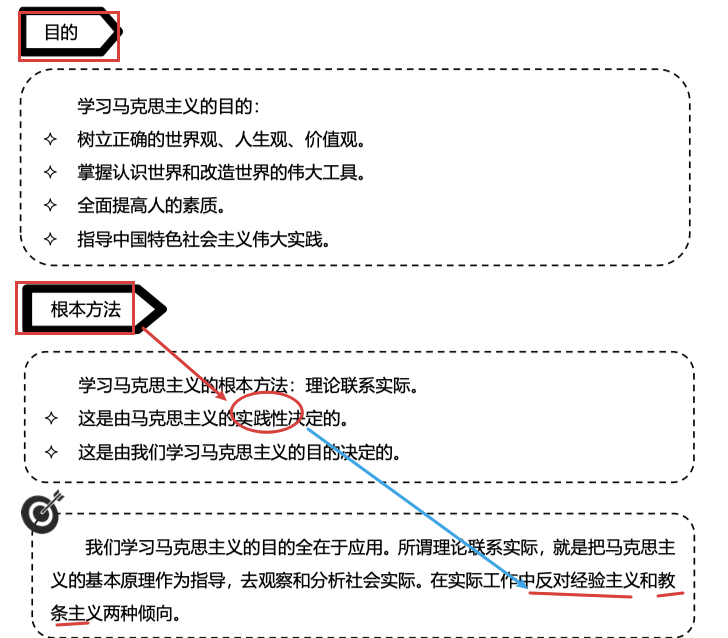 目的
学习马克思主义的目的：
✧ 树立正确的世界观、人生观、价值观。
✧ 掌握认识世界和改造世界的伟大工具。
✧ 全面提高人的素质。
✧ 指导中国特色社会主义伟大实践。
根本方法
学习马克思主义的根本方法：理论联系实际。
✧ 这是由马克思主义的实践性决定的。
✧ 这是由我们学习马克思主义的目的决定的。
我们学习马克思主义的目的全在于应用。所谓理论联系实际，就是把马克思主
义的基本原理作为指导，去观察和分析社会实际。在实际工作中反对经验主义和教
条主义两种倾向。